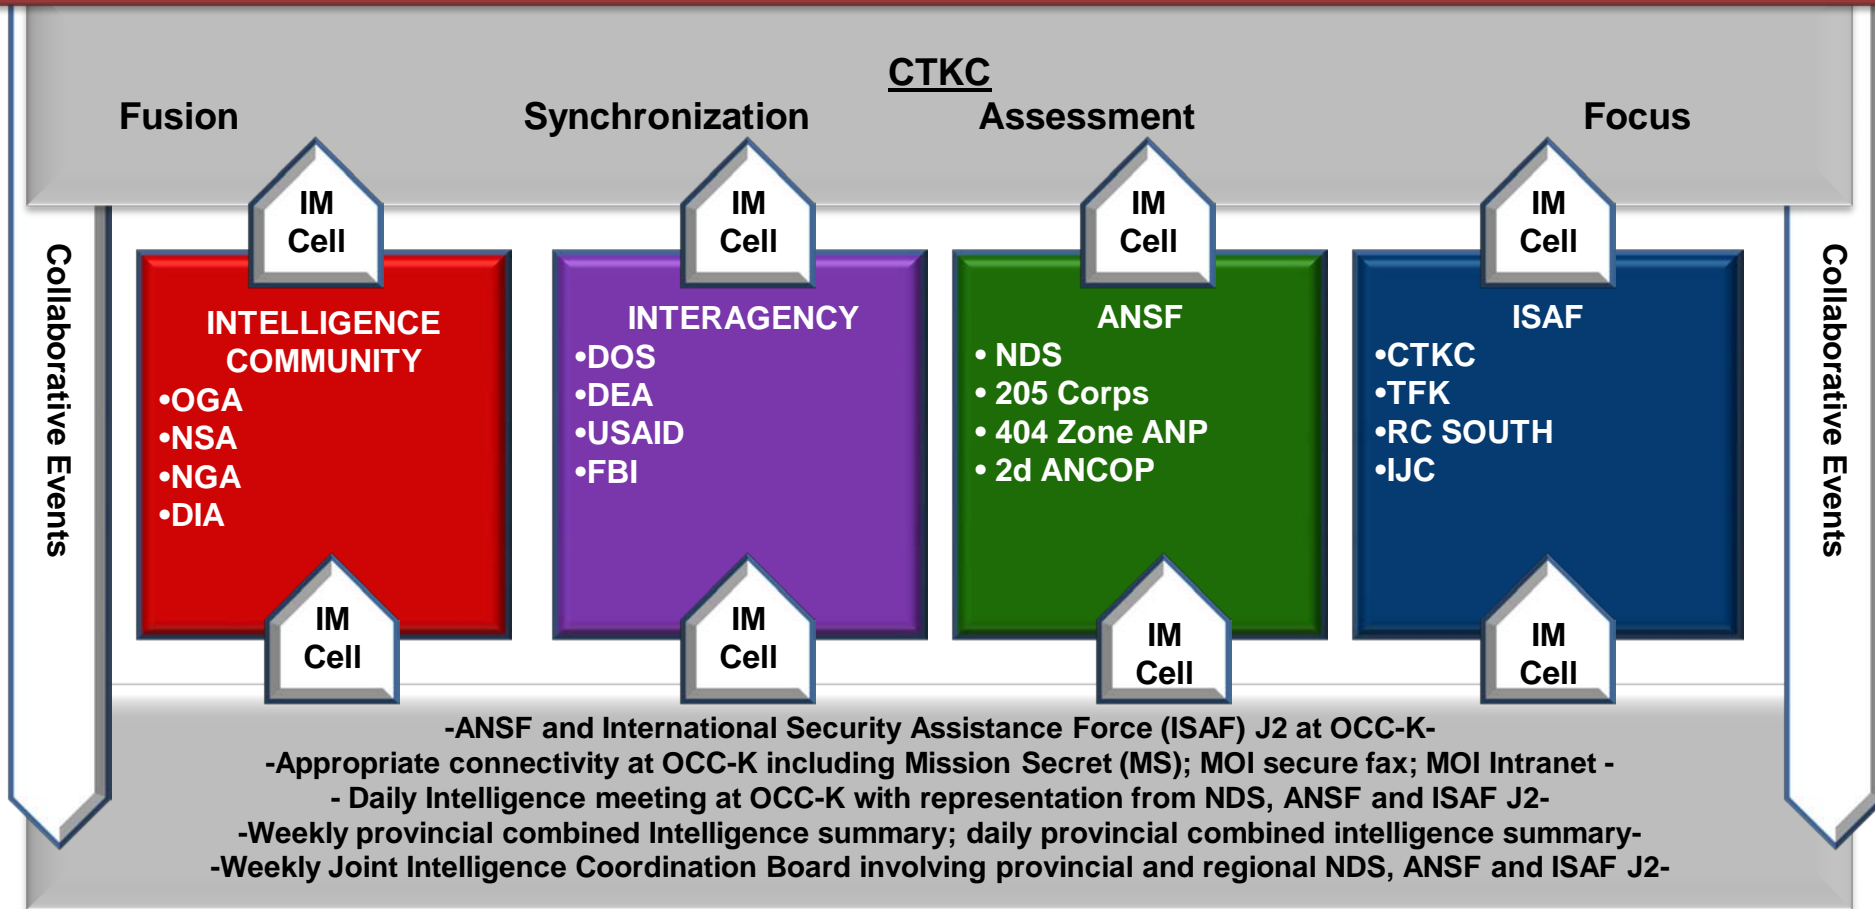 CTKC
Fusion Synchronization Assessment Focus
IM
Cell
IM
Cell
IM
Cell
IM
Cell
Collaborative Events
INTELLIGENCE
COMMUNITY
•OGA
•NSA
•NGA
•DIA
INTERAGENCY
•DOS
•DEA
•USAID
•FBI
ANSF
• NDS
• 205 Corps
• 404 Zone ANP
• 2d ANCOP
ISAF
•CTKC
•TFK
•RC SOUTH
•IJC
Collaborative Events
IM
Cell
IM
Cell
IM
Cell
IM
Cell
-ANSF and International Security Assistance Force (ISAF) J2 at OCC-K-
-Appropriate connectivity at OCC-K including Mission Secret (MS); MOI secure fax; MOI Intranet -
- Daily Intelligence meeting at OCC-K with representation from NDS, ANSF and ISAF J2-
-Weekly provincial combined Intelligence summary; daily provincial combined intelligence summary-
-Weekly Joint Intelligence Coordination Board involving provincial and regional NDS, ANSF and ISAF J2-